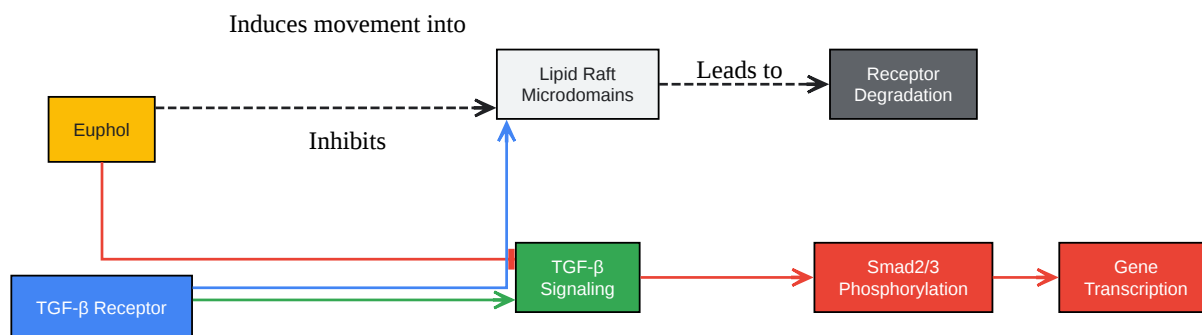 Induces movement into
Lipid Raft
Microdomains
Leads to
Receptor
Degradation
Euphol
Inhibits
TGF-β Receptor
TGF-β
Signaling
Smad2/3
Phosphorylation
Gene
Transcription